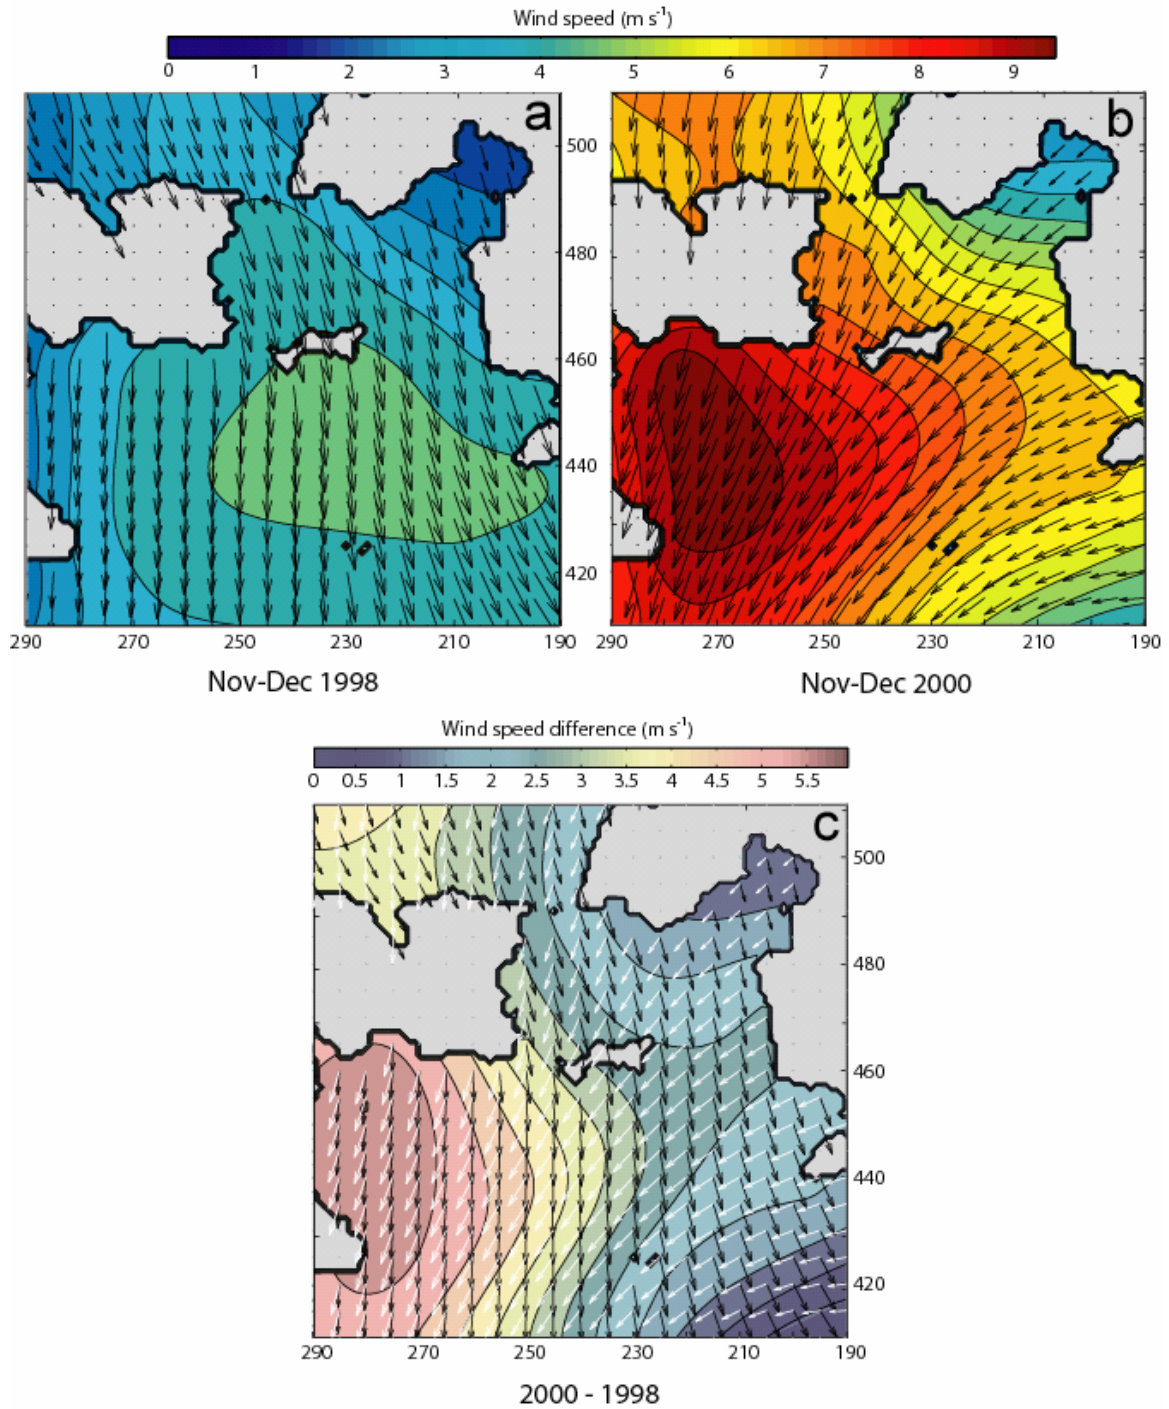 Wind speed (m s⁻¹)
0 1 2 3 4 5 6 7 8 9
a b
500
480
460
440
420
290 270 250 230 210 190 290 270 250 230 210 190
Nov-Dec 1998 Nov-Dec 2000
Wind speed difference (m s⁻¹)
0 0.5 1 1.5 2 2.5 3 3.5 4 4.5 5 5.5
c
500
480
460
440
420
290 270 250 230 210 190
2000 - 1998